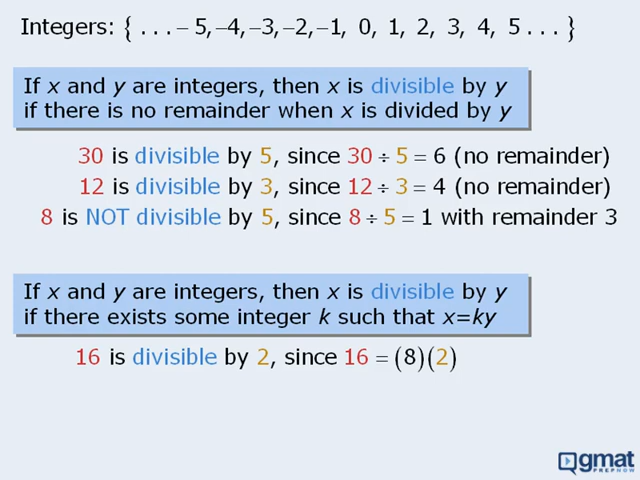 Integers: { . . . – 5, –4, –3, –2, –1, 0, 1, 2, 3, 4, 5 . . . }
If x and y are integers, then x is divisible by y
if there is no remainder when x is divided by y
30 is divisible by 5, since 30 ÷ 5 = 6 (no remainder)
12 is divisible by 3, since 12 ÷ 3 = 4 (no remainder)
8 is NOT divisible by 5, since 8 ÷ 5 = 1 with remainder 3
If x and y are integers, then x is divisible by y
if there exists some integer k such that x=ky
16 is divisible by 2, since 16 = (8)(2)
gmat
PREPNOW